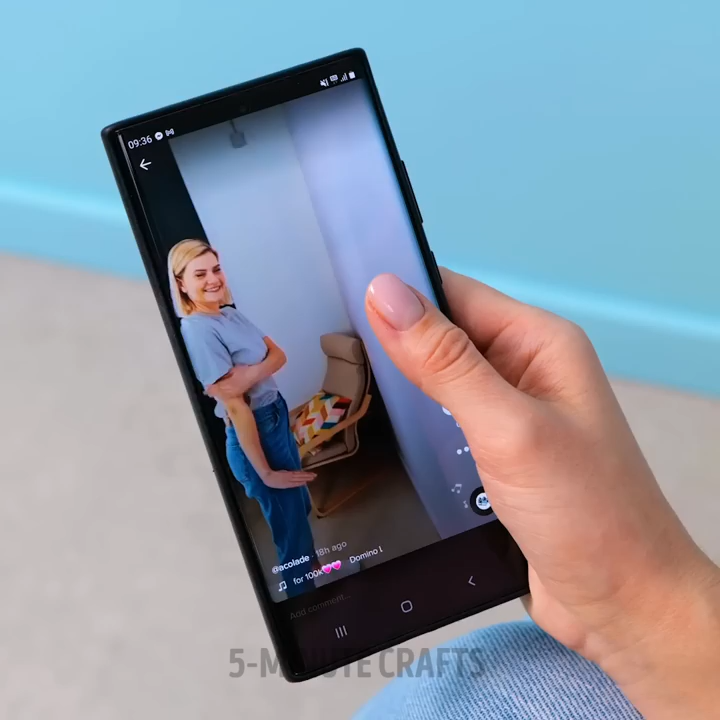 09:36
@acolade · 18h ago
for 100k💕 Domino L
Add comment...
5-MINUTE CRAFTS